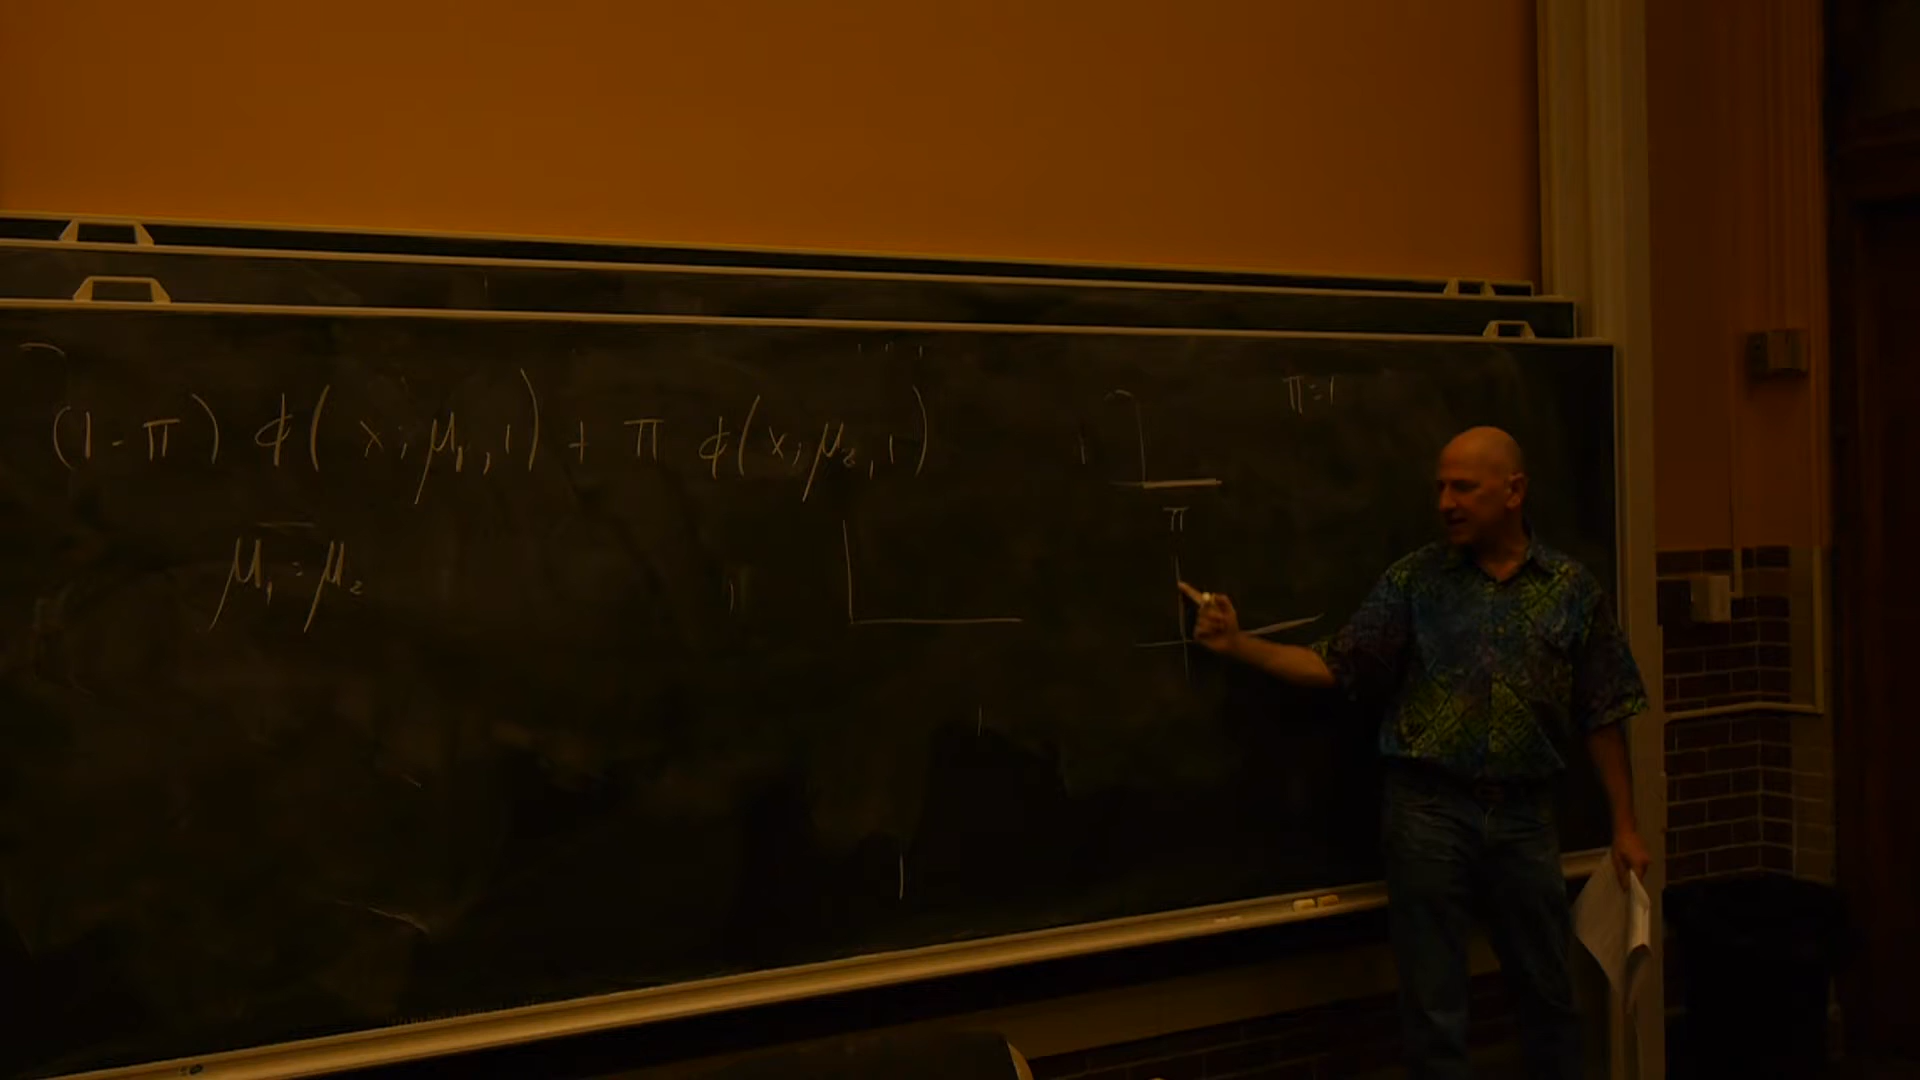 (1-π) φ(x; μ₁, 1) + π φ(x; μ₂, 1)
π=1
π
μ₁ = μ₂